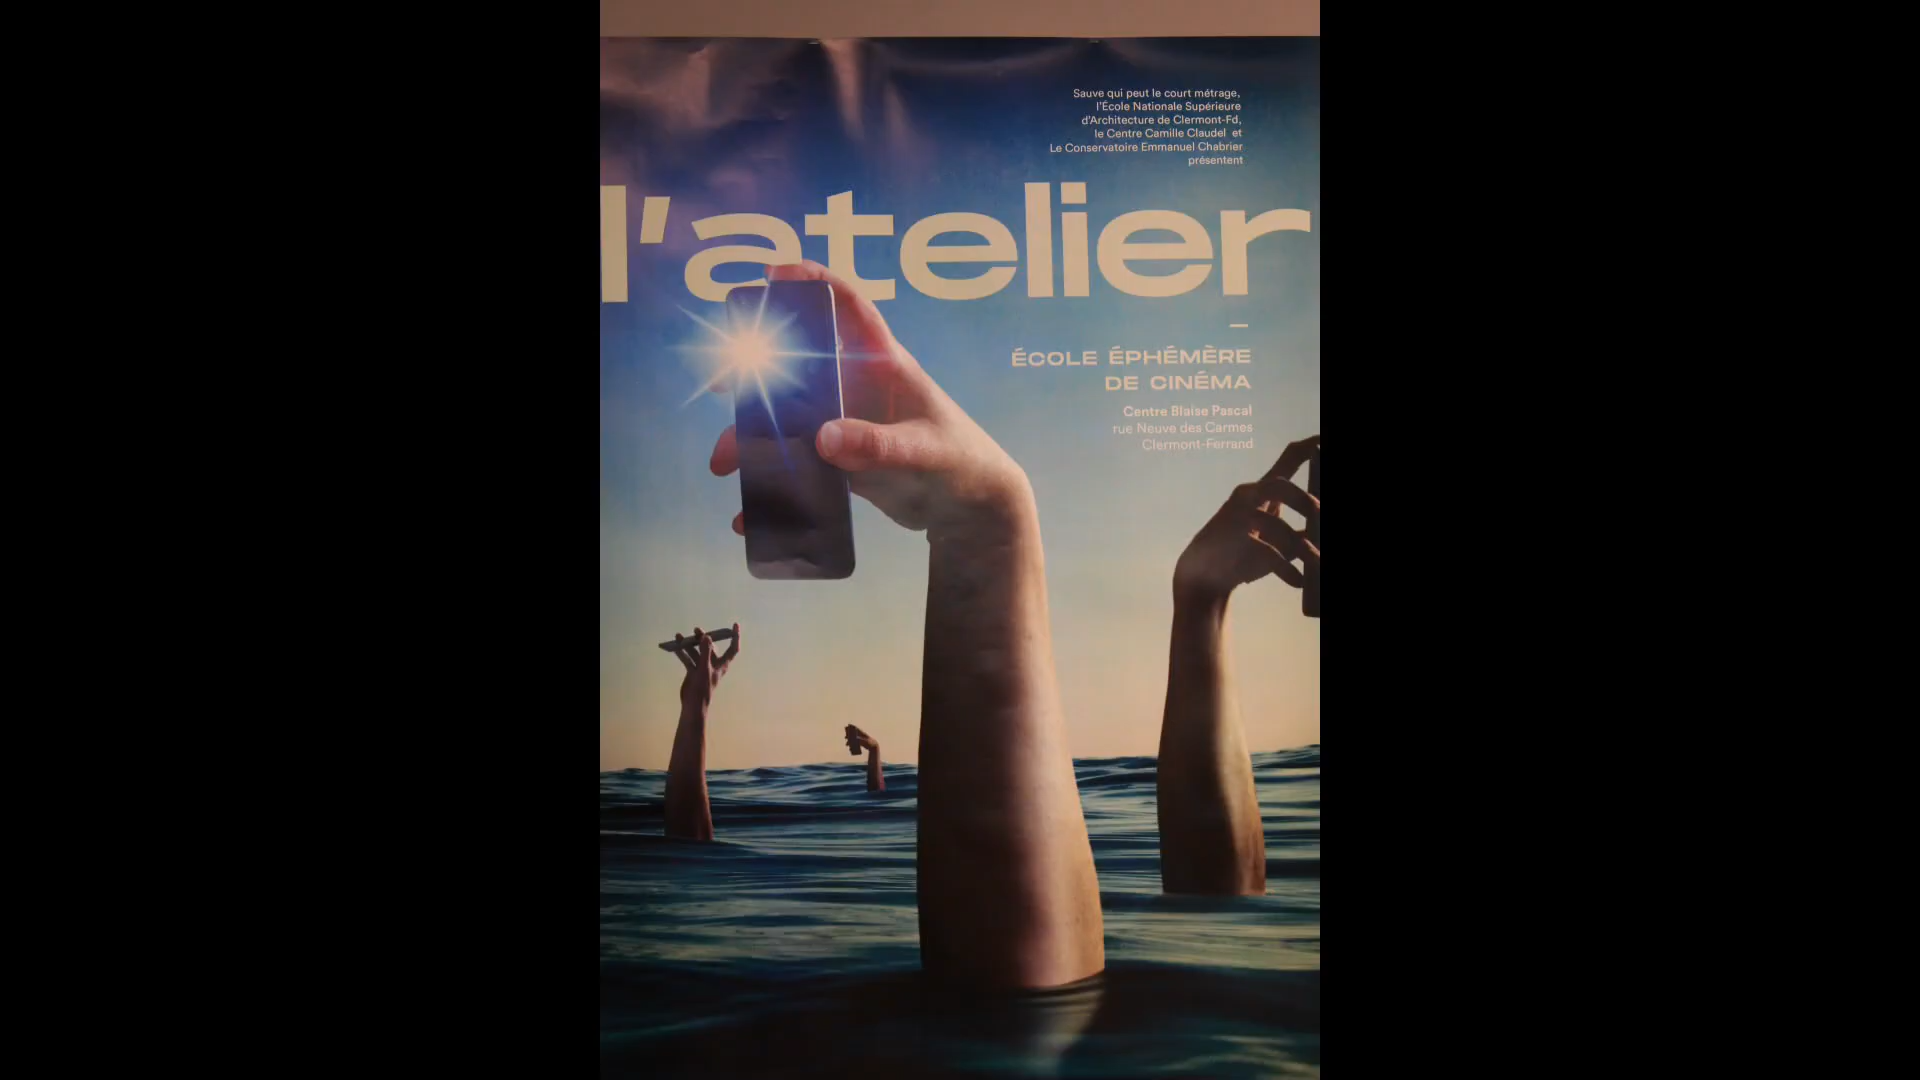 Sauve qui peut le court métrage,
l'École Nationale Supérieure
d'Architecture de Clermont-Fd,
le Centre Camille Claudel et
Le Conservatoire Emmanuel Chabrier
présentent
l'atelier
—
ÉCOLE ÉPHÉMÈRE
DE CINÉMA
Centre Blaise Pascal
rue Neuve des Carmes
Clermont-Ferrand